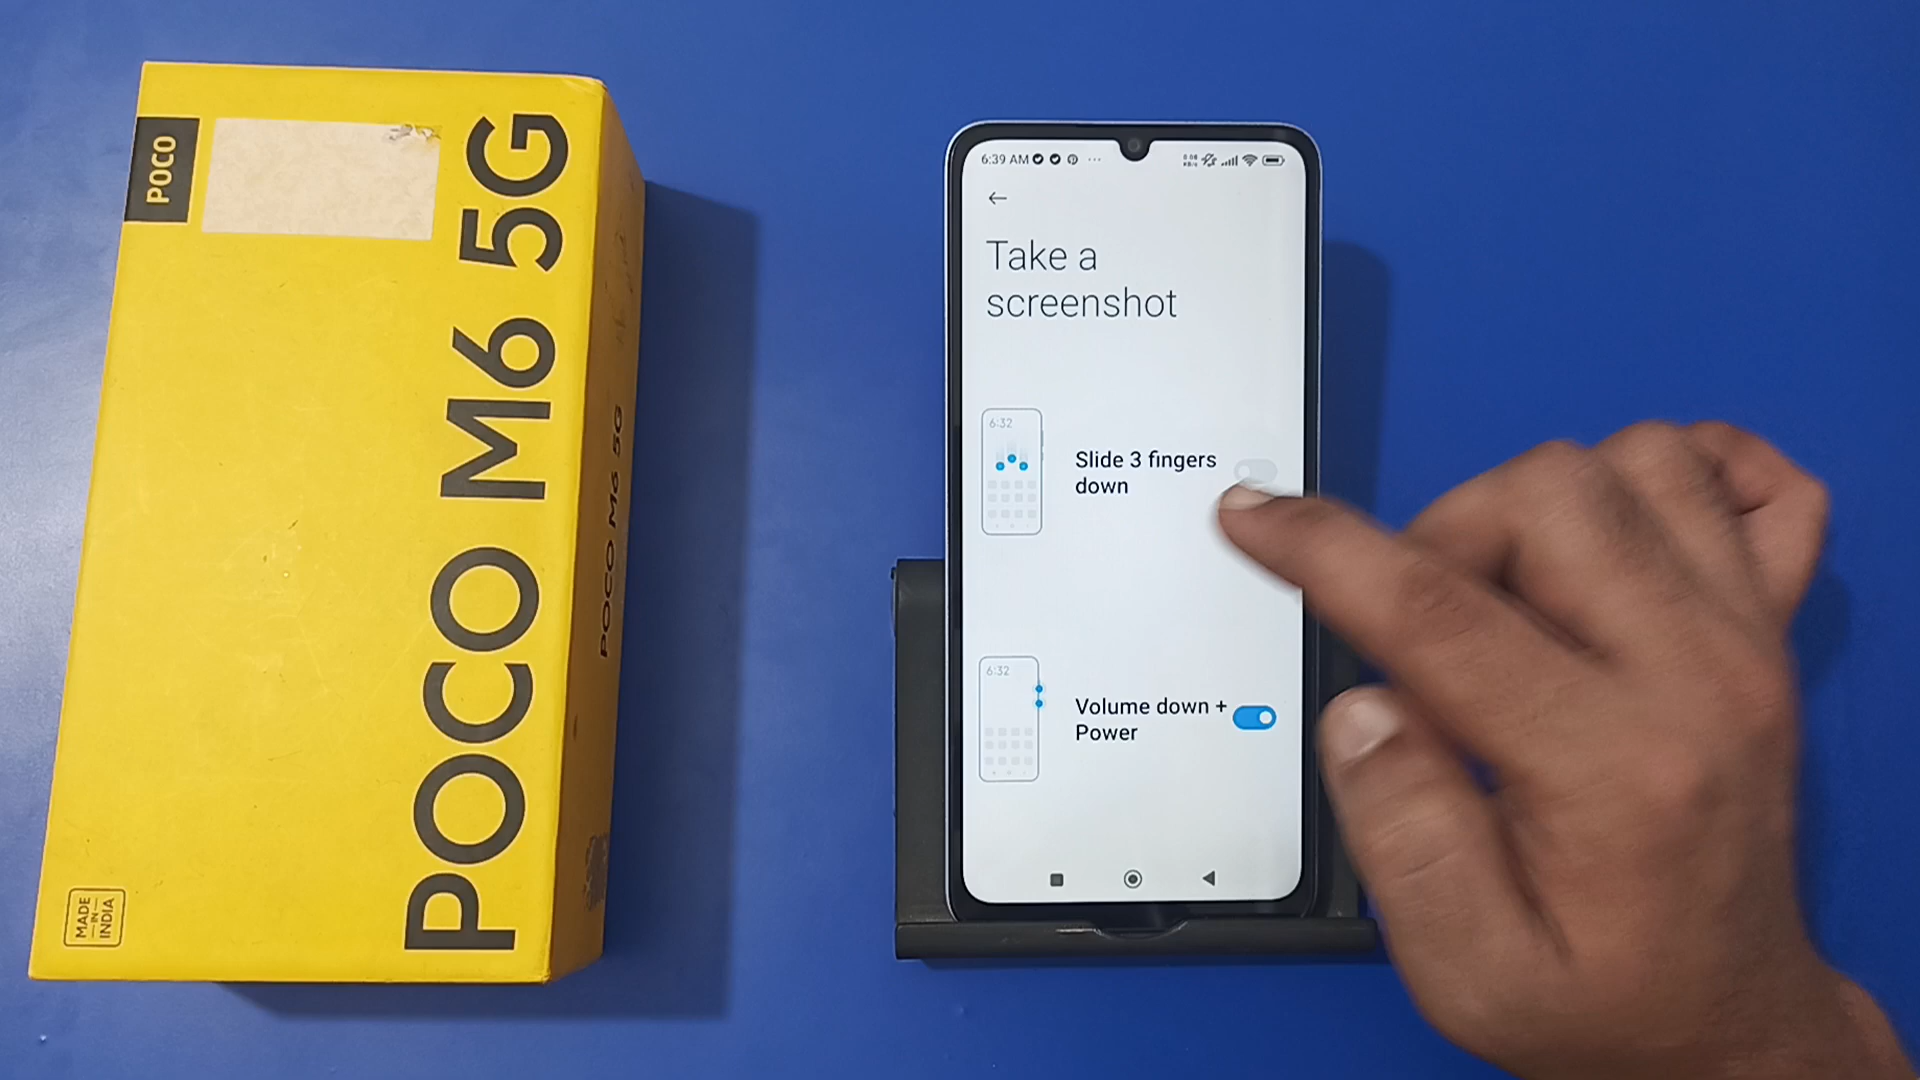 POCO
POCO M6 5G
POCO M6 5G
MADE
IN
INDIA
6:39 AM
Take a
screenshot
6:32
Slide 3 fingers
down
6:32
Volume down +
Power